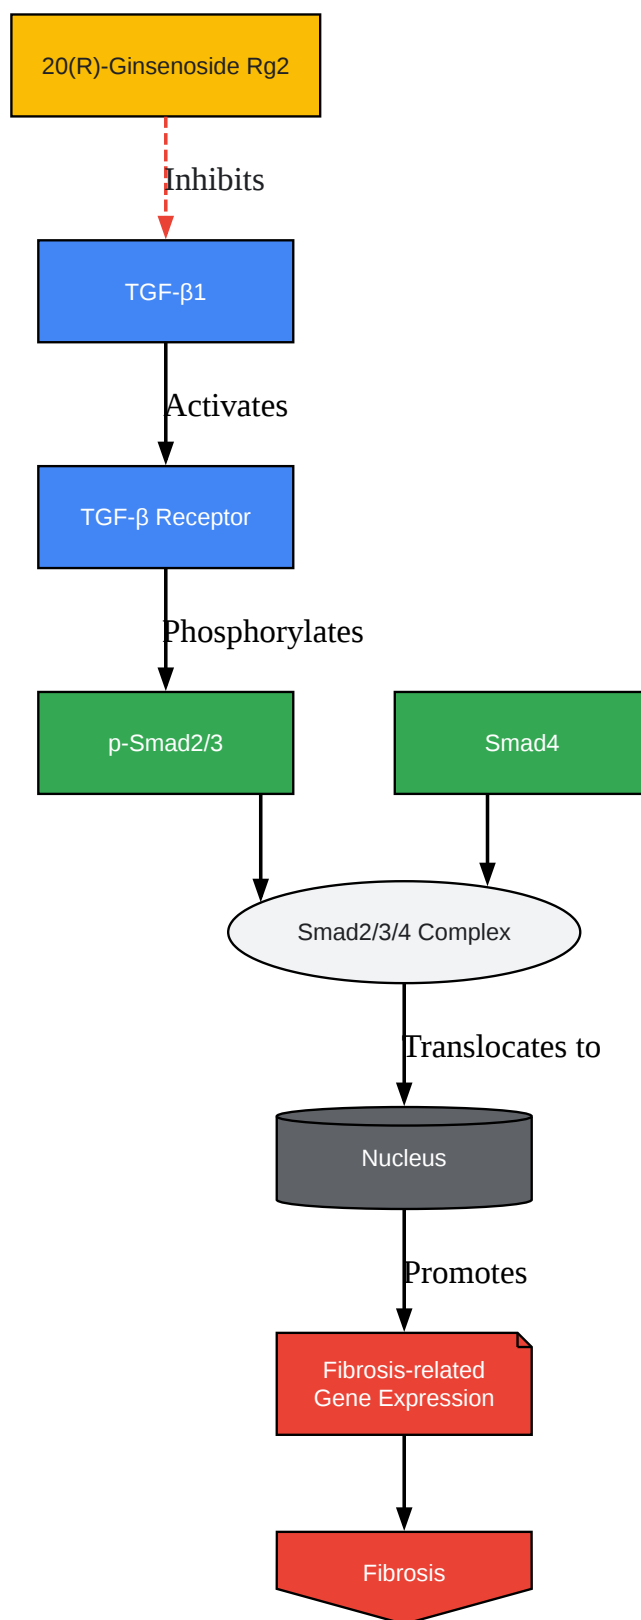 20(R)-Ginsenoside Rg2
Inhibits
TGF-β1
Activates
TGF-β Receptor
Phosphorylates
p-Smad2/3
Smad4
Smad2/3/4 Complex
Translocates to
Nucleus
Promotes
Fibrosis-related
Gene Expression
Fibrosis